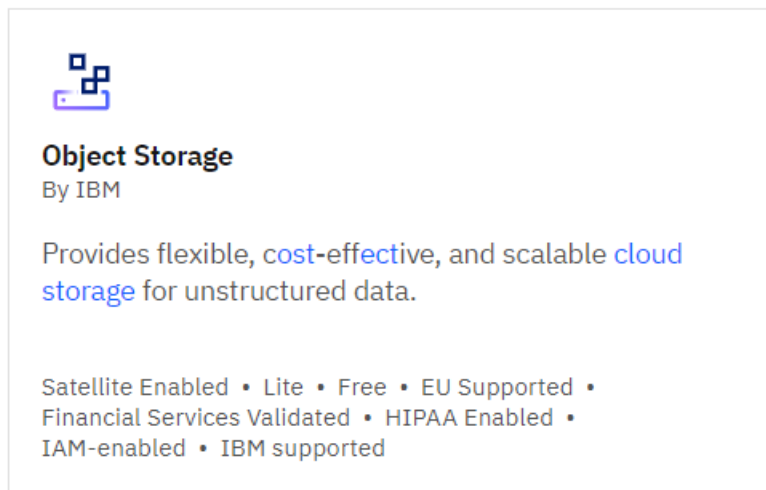 Object Storage
By IBM
Provides flexible, cost-effective, and scalable cloud
storage for unstructured data.
Satellite Enabled • Lite • Free • EU Supported •
Financial Services Validated • HIPAA Enabled •
IAM-enabled • IBM supported